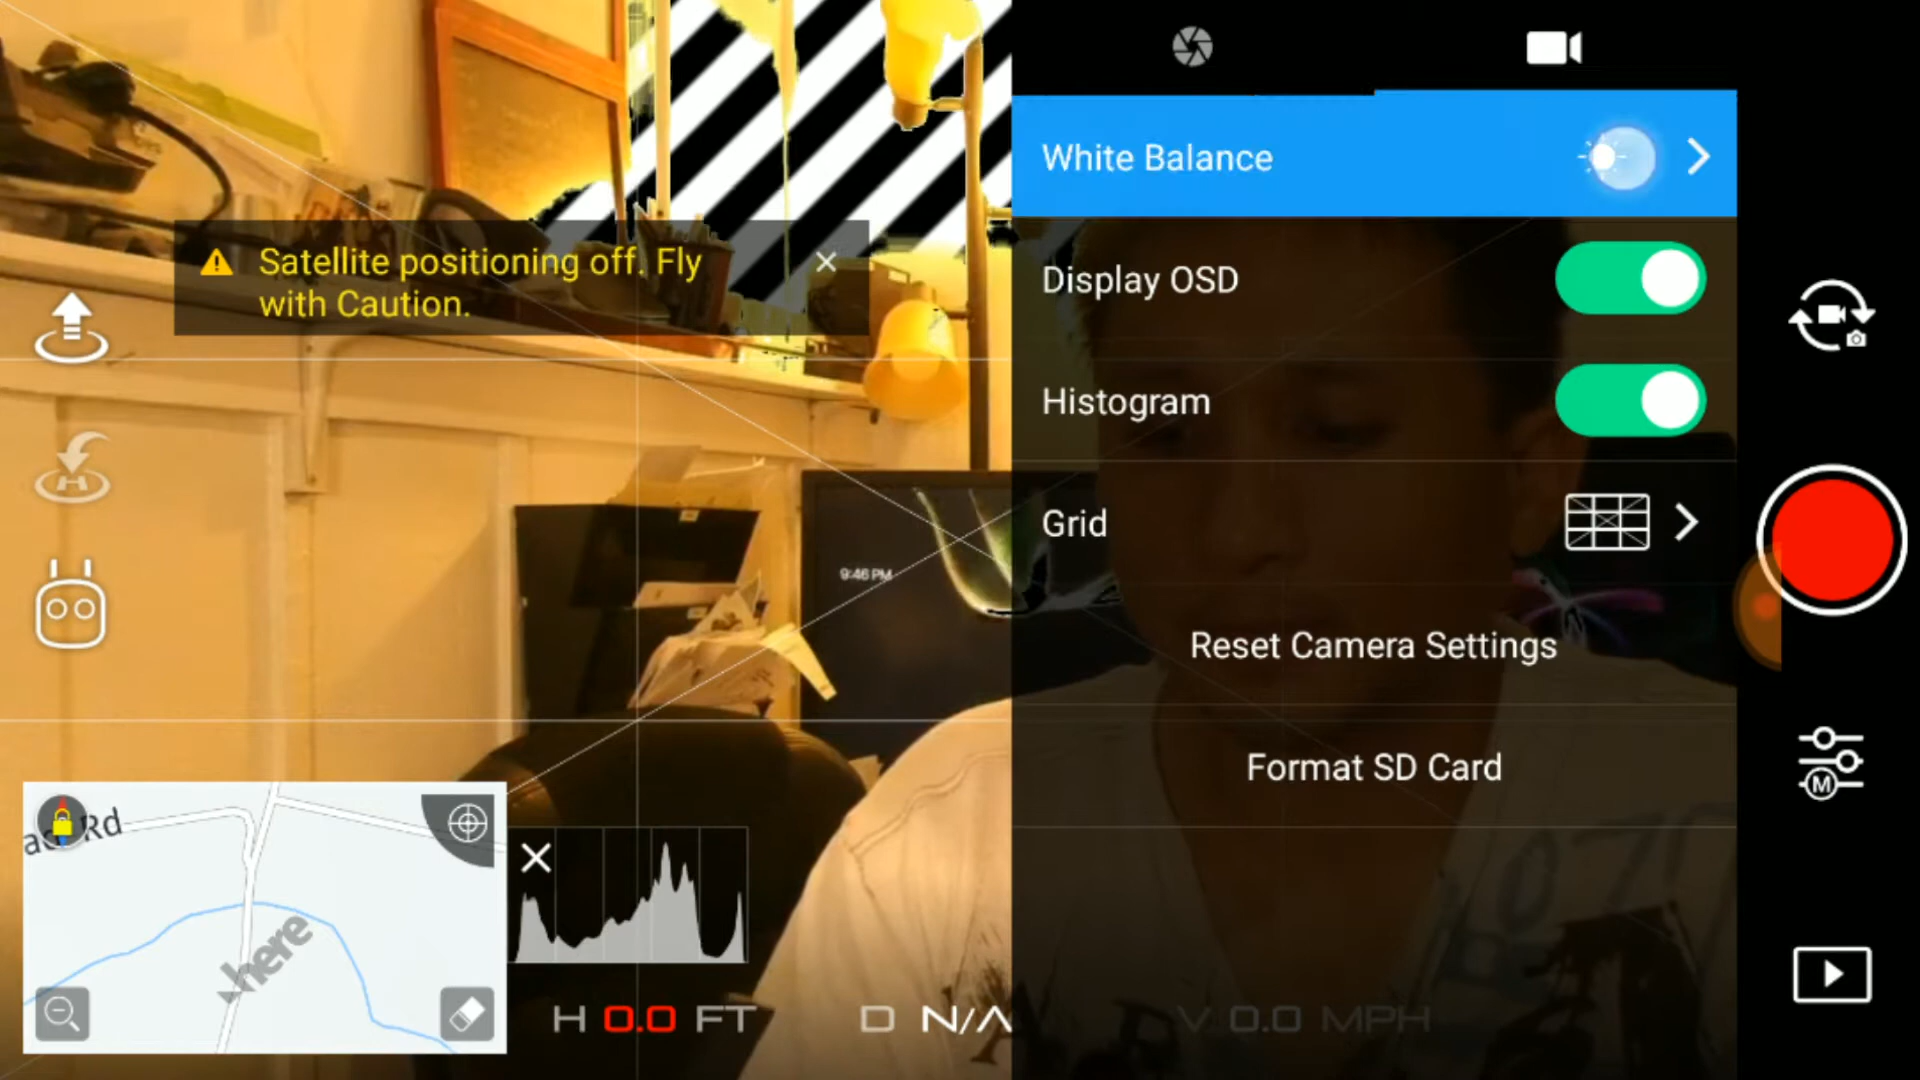 White Balance
Satellite positioning off. Fly
with Caution.
Display OSD
Histogram
Grid
9:46 PM
Reset Camera Settings
Format SD Card
M
Rd
here
H 0.0 FT
D N/A
V 0.0 MPH